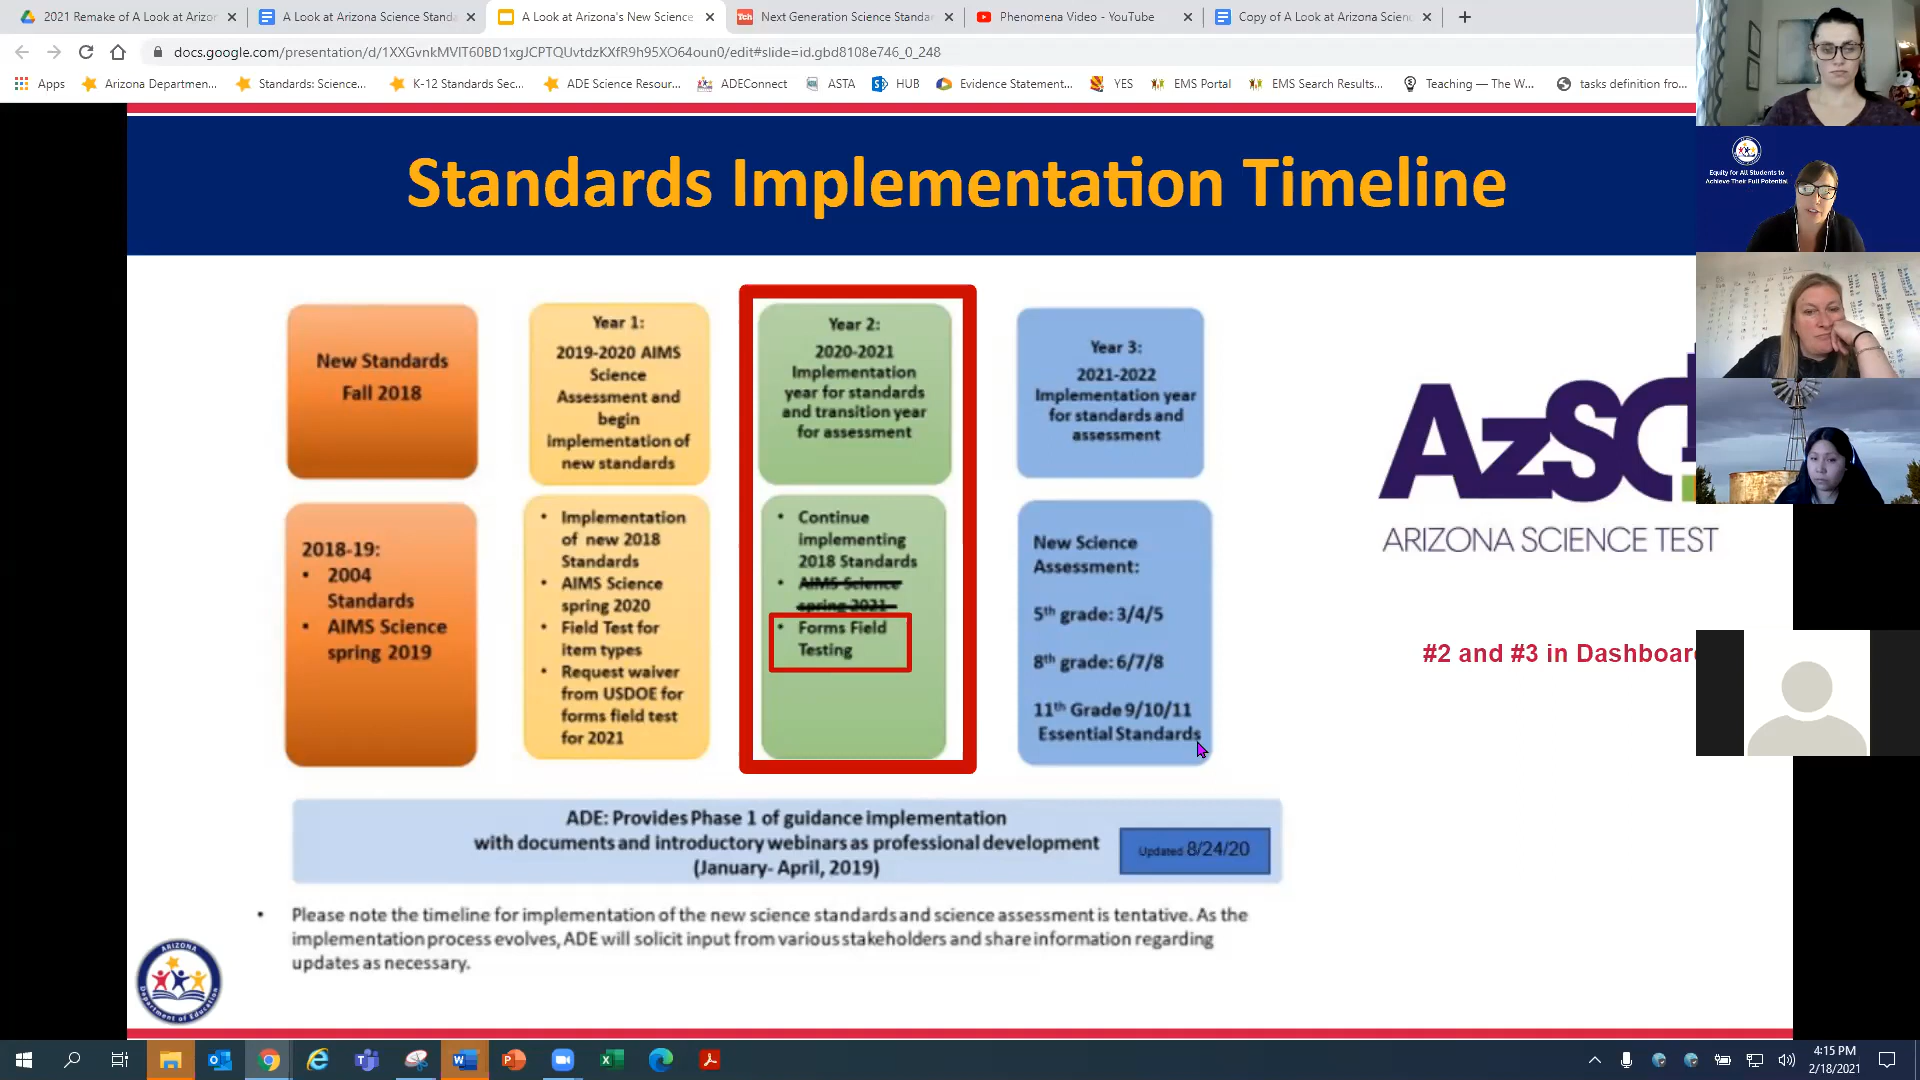 2021 Remake of A Look at Arizon
A Look at Arizona Science Standa
A Look at Arizona's New Science
Tch
Next Generation Science Standar
Phenomena Video - YouTube
Copy of A Look at Arizona Scien
docs.google.com/presentation/d/1XXGvnkMVlT60BD1xgJCPTQUvtdzKXfR9h95XO64oun0/edit#slide=id.gbd8108e746_0_248
Apps
Arizona Departmen...
Standards: Science...
K-12 Standards Sec...
ADE Science Resour...
ADEConnect
ASTA
HUB
Evidence Statement...
YES
EMS Portal
EMS Search Results...
Teaching — The W...
tasks definition fro...
Equity for All Students to
Achieve Their Full Potential
Standards Implementation Timeline
New Standards
Fall 2018
2018-19:
• 2004
Standards
• AIMS Science
spring 2019
Year 1:
2019-2020 AIMS
Science
Assessment and
begin
implementation of
new standards
• Implementation
of new 2018
Standards
• AIMS Science
spring 2020
• Field Test for
item types
• Request waiver
from USDOE for
forms field test
for 2021
Year 2:
2020-2021
Implementation
year for standards
and transition year
for assessment
• Continue
implementing
2018 Standards
• AIMS Science
spring 2021
• Forms Field
Testing
Year 3:
2021-2022
Implementation year
for standards and
assessment
New Science
Assessment:
5th grade: 3/4/5
8th grade: 6/7/8
11th Grade 9/10/11
Essential Standards
AzSC
ARIZONA SCIENCE TEST
#2 and #3 in Dashboar
ADE: Provides Phase 1 of guidance implementation
with documents and introductory webinars as professional development
(January- April, 2019)
Updated 8/24/20
• Please note the timeline for implementation of the new science standards and science assessment is tentative. As the
implementation process evolves, ADE will solicit input from various stakeholders and share information regarding
updates as necessary.
ARIZONA
Department of Education
4:15 PM
2/18/2021